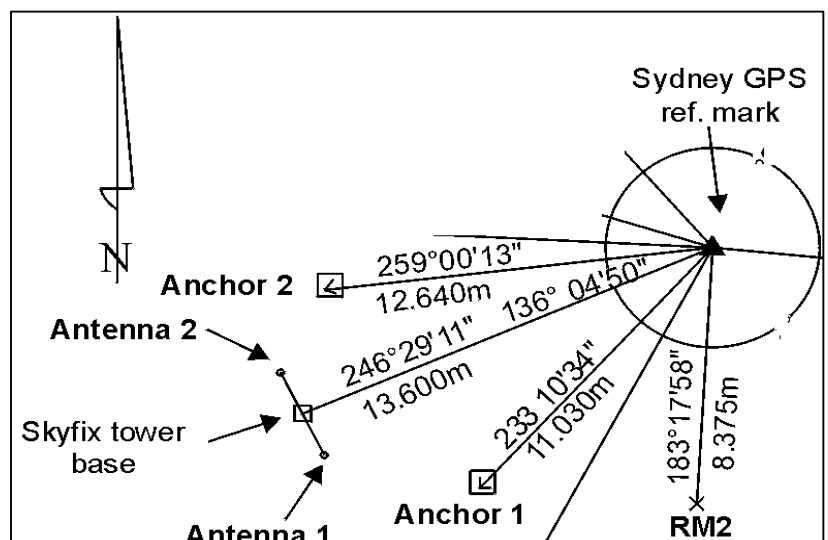 Sydney GPS
ref. mark
N
259°00'13"
Anchor 2
12.640m
136° 04'50"
Antenna 2
246°29'11"
13.600m
233 10'34"
11.030m
183°17'58"
8.375m
Skyfix tower
base
Anchor 1
Antenna 1
RM2